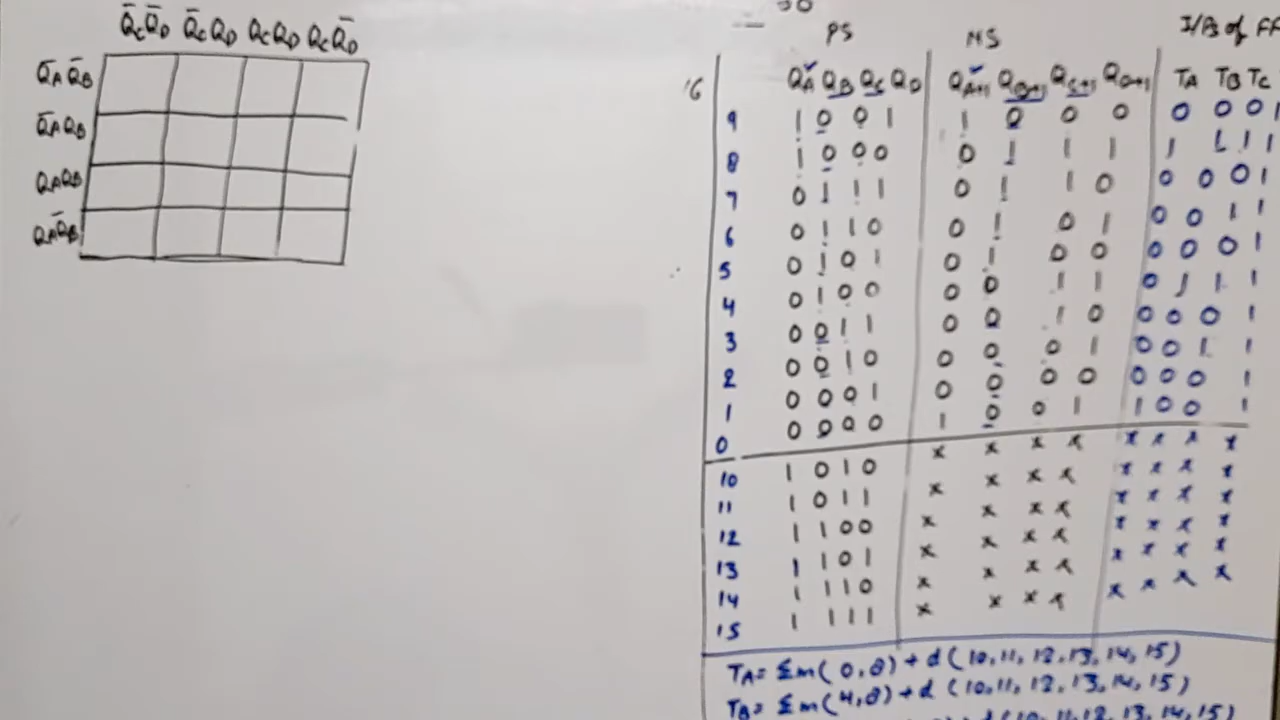 Q̄CQ̄D Q̄CQD QCQD QCQ̄D
Q̄AQ̄B
Q̄AQB
QAQB
QAQ̄B
PS NS I/Ps of FF
QA QB QC QD QA+1 QB+1 QC+1 QD+1 TA TB TC
9 1 0 0 1 1 0 0 0 0 0 0 1
8 1 0 0 0 0 1 1 1 1 1 1 1
7 0 1 1 1 0 1 1 0 0 0 0 1
6 0 1 1 0 0 1 0 1 0 0 1 1
5 0 1 0 1 0 1 0 0 0 0 0 1
4 0 1 0 0 0 0 1 1 0 1 1 1
3 0 0 1 1 0 0 1 0 0 0 0 1
2 0 0 1 0 0 0 0 1 0 0 1 1
1 0 0 0 1 0 0 0 0 0 0 0 1
0 0 0 0 0 1 0 0 1 1 0 0 1
10 1 0 1 0 x x x x x x x x
11 1 0 1 1 x x x x x x x x
12 1 1 0 0 x x x x x x x x
13 1 1 0 1 x x x x x x x x
14 1 1 1 0 x x x x x x x x
15 1 1 1 1 x x x x x x x x
TA = Σm(0,8) + d(10,11,12,13,14,15)
TB = Σm(4,8) + d(10,11,12,13,14,15)
d(10,11,12,13,14,15)